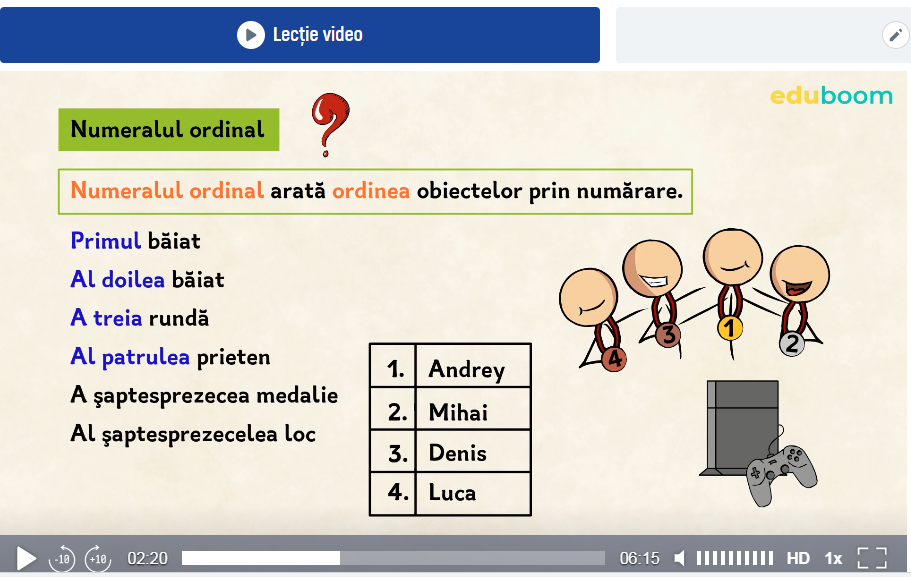 Lecție video
eduboom
Numeralul ordinal
Numeralul ordinal arată ordinea obiectelor prin numărare.
Primul băiat
Al doilea băiat
A treia rundă
Al patrulea prieten
A șaptesprezecea medalie
Al șaptesprezecelea loc
1. Andrey
2. Mihai
3. Denis
4. Luca
4 3 1 2
-10 +10 02:20 06:15 HD 1x